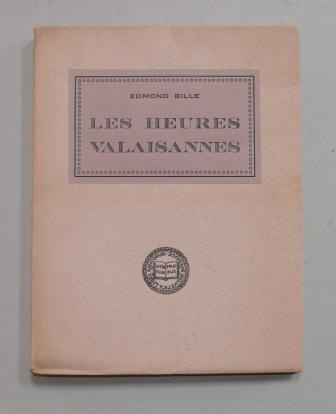 EDMOND BILLE
LES HEURES
VALAISANNES